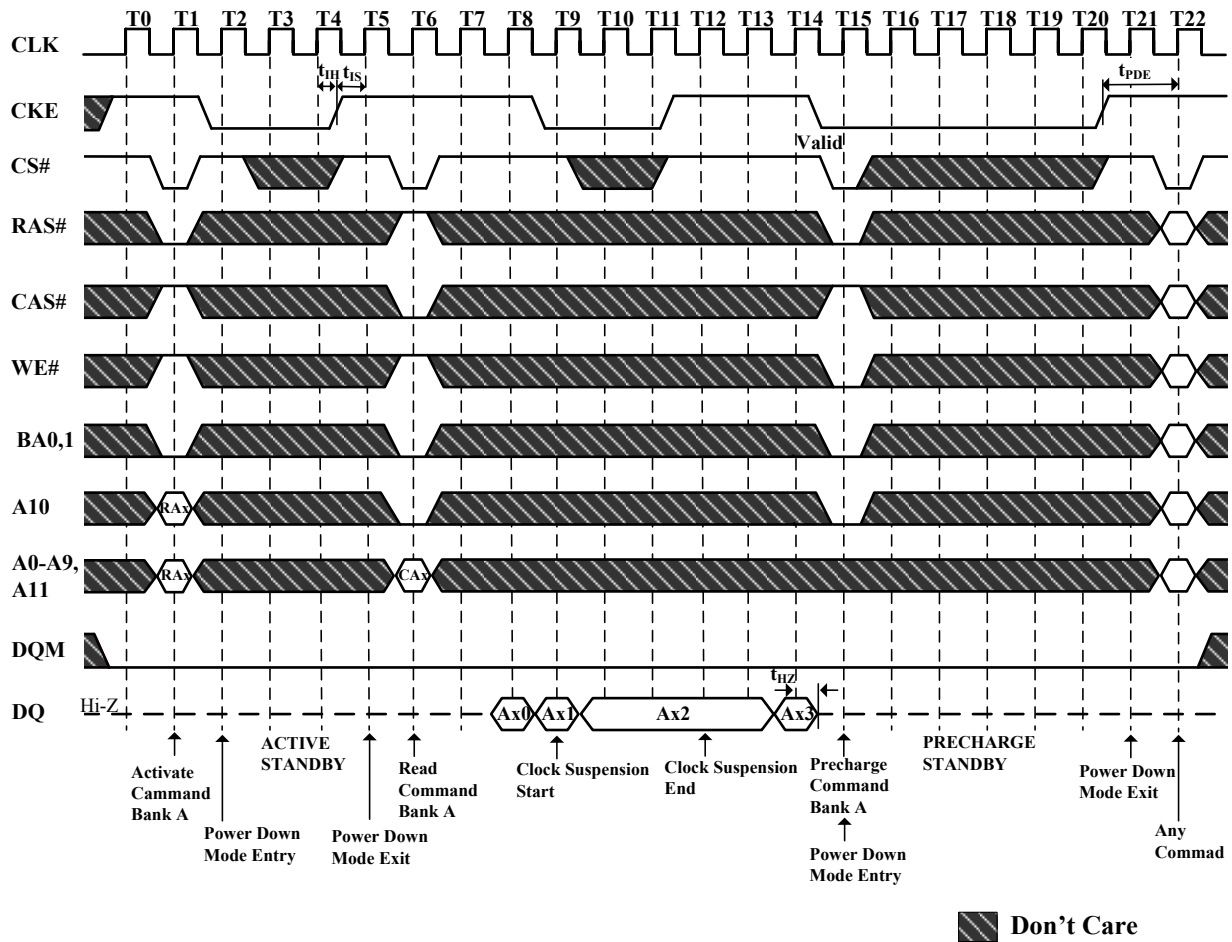 T0 T1 T2 T3 T4 T5 T6 T7 T8 T9 T10 T11 T12 T13 T14 T15 T16 T17 T18 T19 T20 T21 T22
CLK
tIH tIS
tPDE
CKE
Valid
CS#
RAS#
CAS#
WE#
BA0,1
A10
RAx
A0-A9,
A11
RAx
CAx
DQM
tHZ
DQ
Hi-Z
Ax0
Ax1
Ax2
Ax3
Activate
Cammand
Bank A
Power Down
Mode Entry
ACTIVE
STANDBY
Power Down
Mode Exit
Read
Command
Bank A
Clock Suspension
Start
Clock Suspension
End
Precharge
Command
Bank A
Power Down
Mode Entry
PRECHARGE
STANDBY
Power Down
Mode Exit
Any
Commad
Don't Care